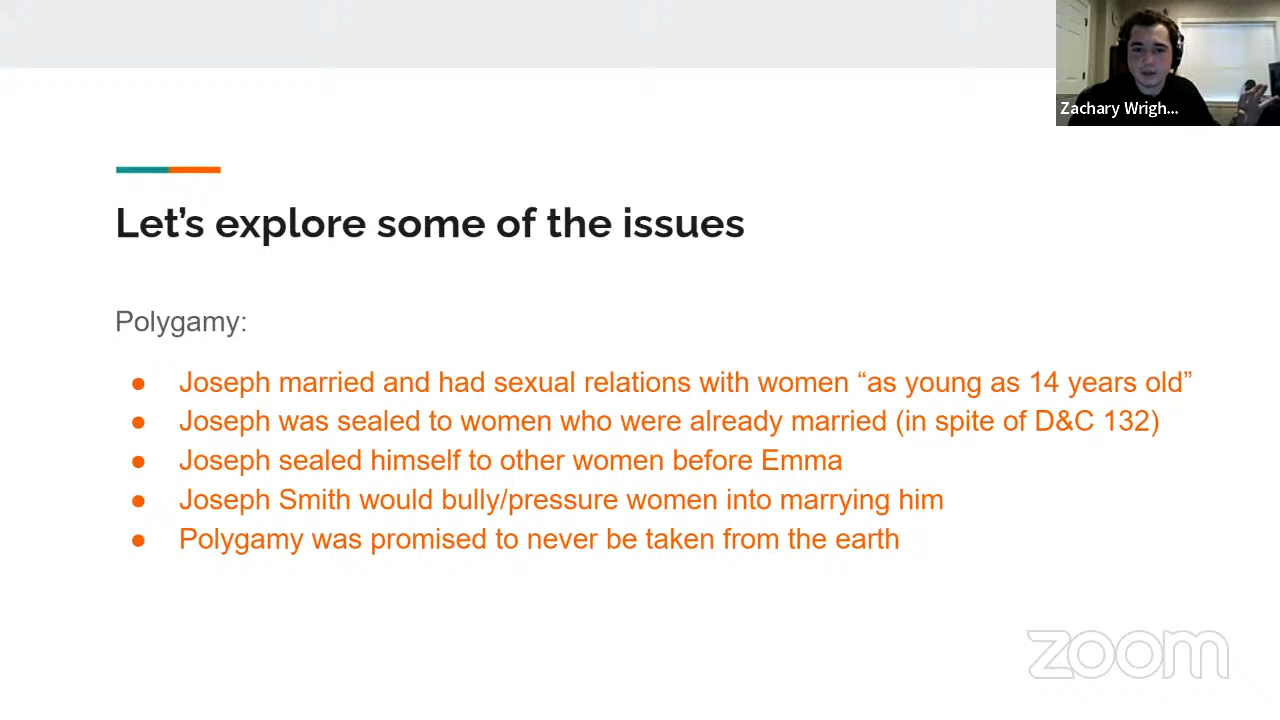 Zachary Wrigh...
Let's explore some of the issues
Polygamy:
● Joseph married and had sexual relations with women “as young as 14 years old”
● Joseph was sealed to women who were already married (in spite of D&C 132)
● Joseph sealed himself to other women before Emma
● Joseph Smith would bully/pressure women into marrying him
● Polygamy was promised to never be taken from the earth
zoom